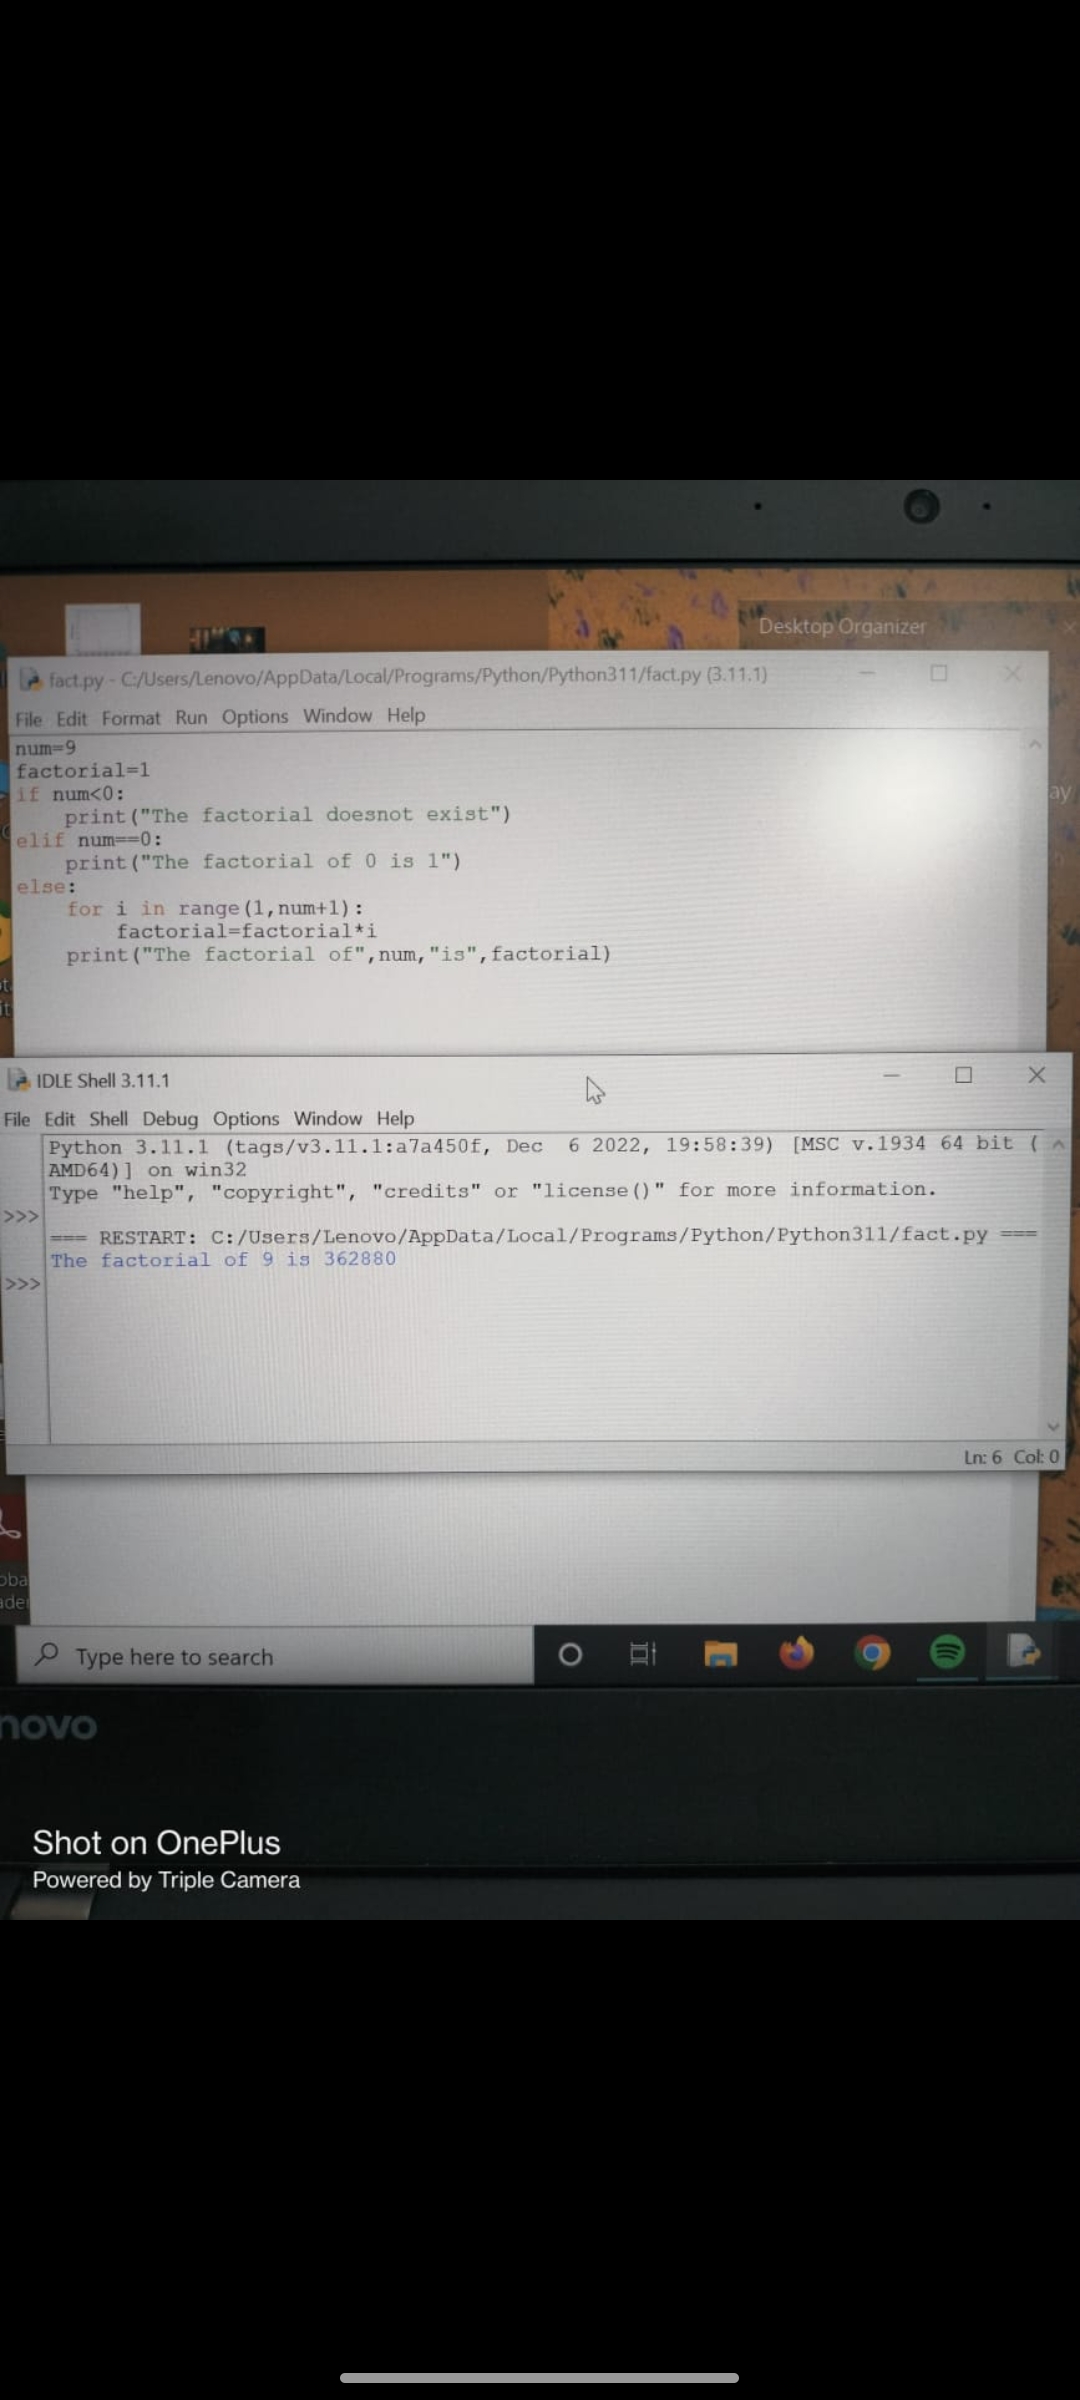 Desktop Organizer
fact.py - C:/Users/Lenovo/AppData/Local/Programs/Python/Python311/fact.py (3.11.1)
File Edit Format Run Options Window Help
num=9
factorial=1
if num<0:
    print("The factorial doesnot exist")
elif num==0:
    print("The factorial of 0 is 1")
else:
    for i in range(1,num+1):
        factorial=factorial*i
    print("The factorial of",num,"is",factorial)
IDLE Shell 3.11.1
File Edit Shell Debug Options Window Help
Python 3.11.1 (tags/v3.11.1:a7a450f, Dec  6 2022, 19:58:39) [MSC v.1934 64 bit (
AMD64)] on win32
Type "help", "copyright", "credits" or "license()" for more information.
>>>
=== RESTART: C:/Users/Lenovo/AppData/Local/Programs/Python/Python311/fact.py ===
The factorial of 9 is 362880
>>>
Ln: 6 Col: 0
Type here to search
novo
Shot on OnePlus
Powered by Triple Camera